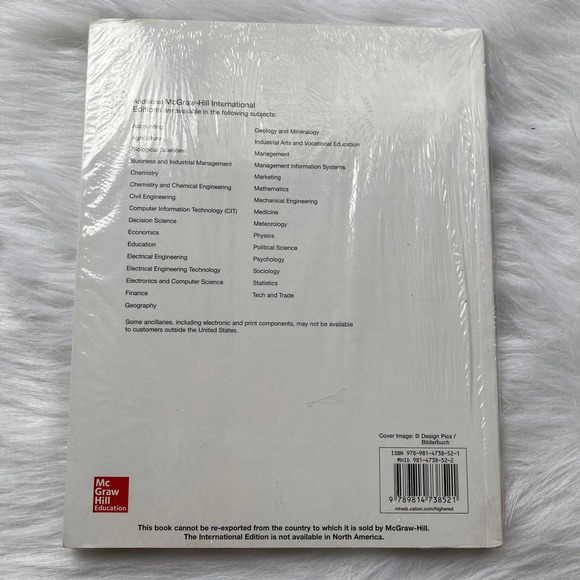 Additional McGraw-Hill International
Editions are available in the following subjects:
Accounting
Agriculture
Biological Sciences
Business and Industrial Management
Chemistry
Chemistry and Chemical Engineering
Civil Engineering
Computer Information Technology (CIT)
Decision Science
Economics
Education
Electrical Engineering
Electrical Engineering Technology
Electronics and Computer Science
Finance
Geography
Geology and Mineralogy
Industrial Arts and Vocational Education
Management
Management Information Systems
Marketing
Mathematics
Mechanical Engineering
Medicine
Meteorology
Physics
Political Science
Psychology
Sociology
Statistics
Tech and Trade
Some ancillaries, including electronic and print components, may not be available
to customers outside the United States.
Cover Image: © Design Pics /
Bilderbuch
ISBN 978-981-4738-52-1
MHID 981-4738-52-2
9 789814 738521
mheducation.com/highered
Mc
Graw
Hill
Education
This book cannot be re-exported from the country to which it is sold by McGraw-Hill.
The International Edition is not available in North America.